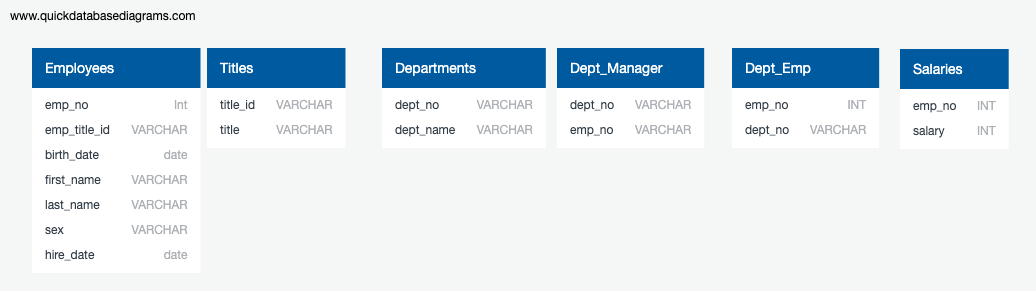 www.quickdatabasediagrams.com
Employees
emp_no Int
emp_title_id VARCHAR
birth_date date
first_name VARCHAR
last_name VARCHAR
sex VARCHAR
hire_date date
Titles
title_id VARCHAR
title VARCHAR
Departments
dept_no VARCHAR
dept_name VARCHAR
Dept_Manager
dept_no VARCHAR
emp_no VARCHAR
Dept_Emp
emp_no INT
dept_no VARCHAR
Salaries
emp_no INT
salary INT